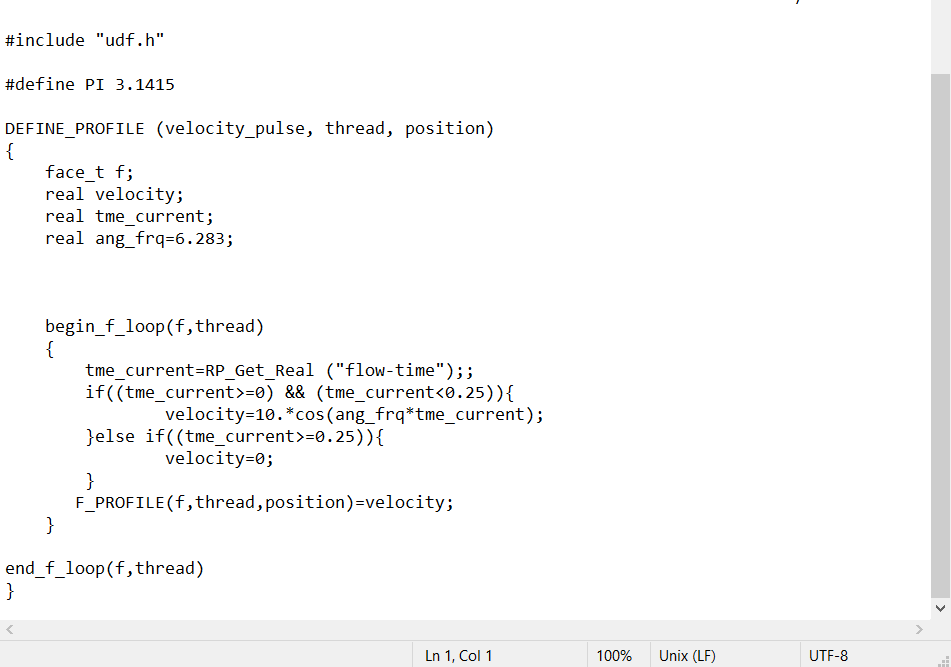 #include "udf.h"
#define PI 3.1415
DEFINE_PROFILE (velocity_pulse, thread, position)
{
    face_t f;
    real velocity;
    real tme_current;
    real ang_frq=6.283;
    begin_f_loop(f,thread)
    {
        tme_current=RP_Get_Real ("flow-time");;
        if((tme_current>=0) && (tme_current<0.25)){
                velocity=10.*cos(ang_frq*tme_current);
        }else if((tme_current>=0.25)){
                velocity=0;
        }
       F_PROFILE(f,thread,position)=velocity;
    }
end_f_loop(f,thread)
}
Ln 1, Col 1 100% Unix (LF) UTF-8